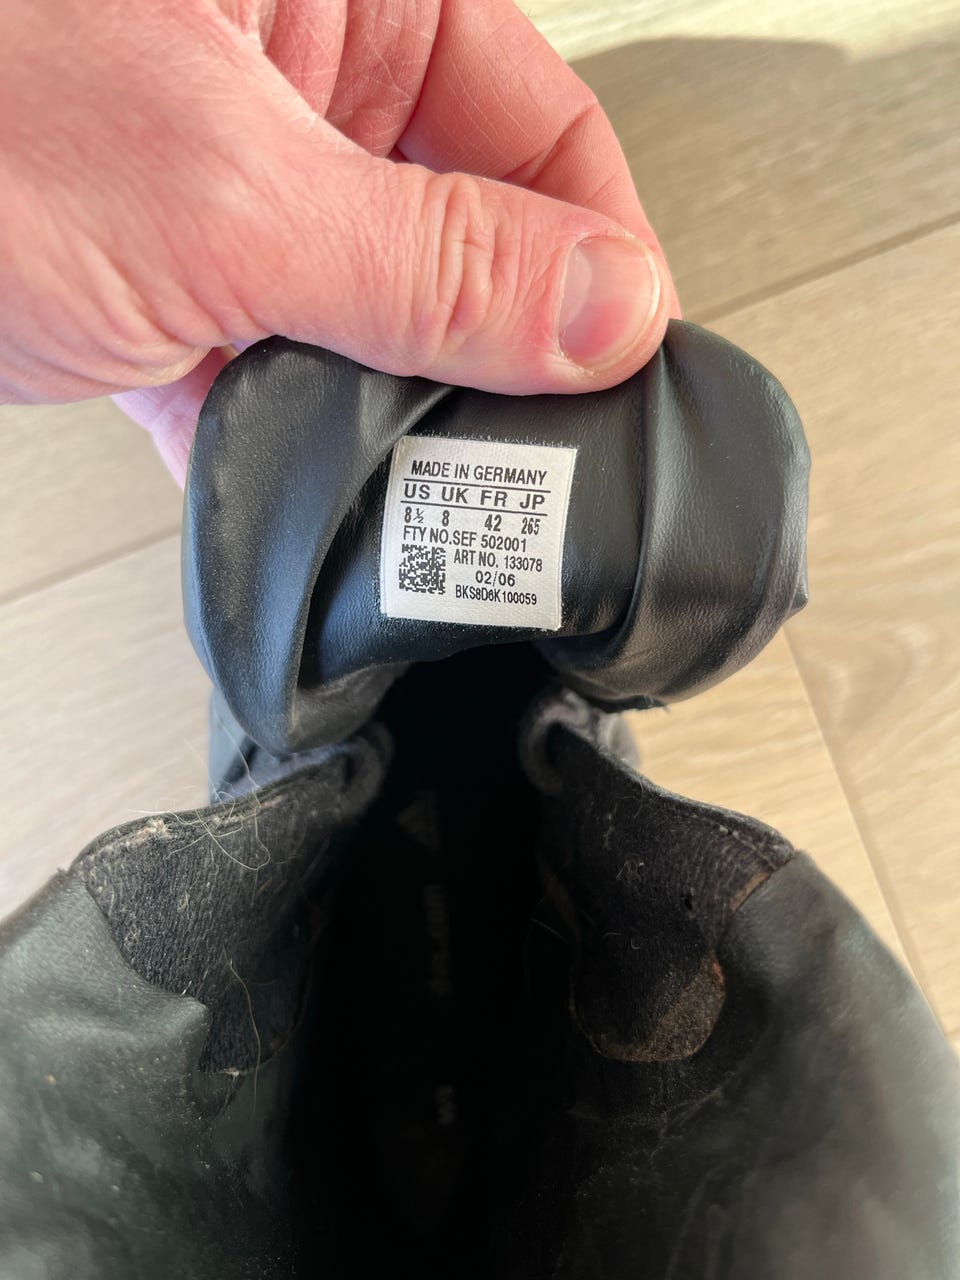 MADE IN GERMANY
US UK FR JP
8½ 8 42 265
FTY NO.SEF 502001
ART NO. 133078
02/06
BKS8D6K100059